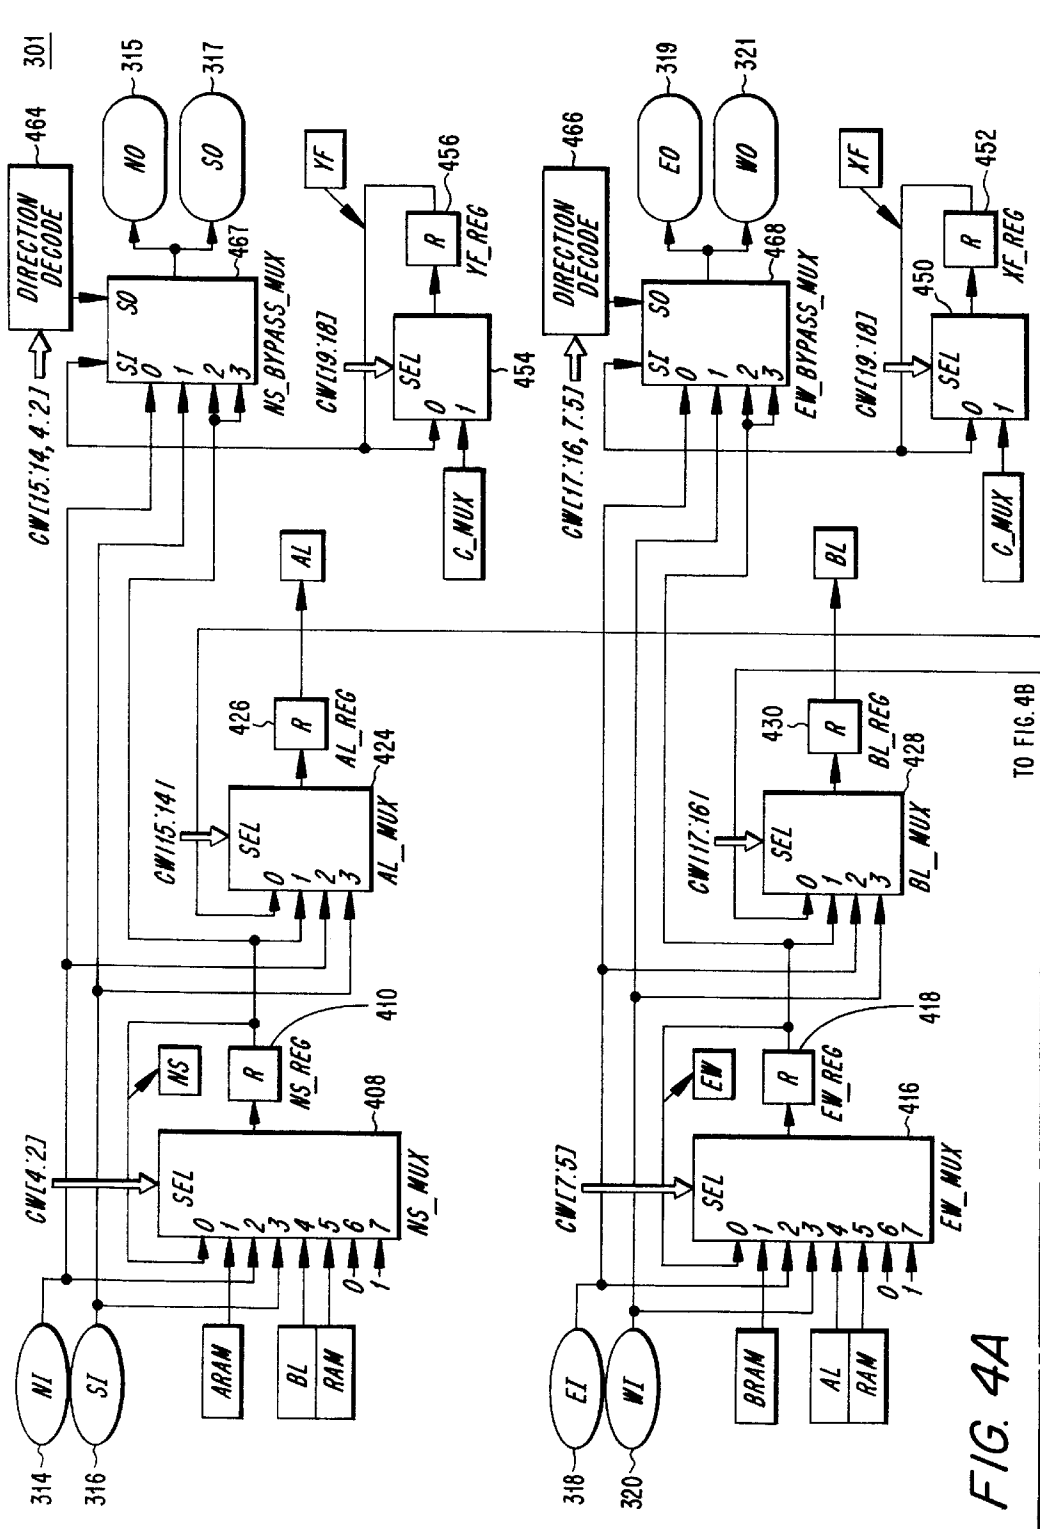 301
464
DIRECTION
DECODE
CW[15:14, 4:2]
NO
315
SO
317
S1
S0
0
1
2
3
467
NS_BYPASS_MUX
YF
456
R
YF_REG
CW[19:18]
SEL
0
1
454
C_MUX
AL
426
R
AL_REG
CW[15:14]
SEL
0
1
2
3
424
AL_MUX
410
NS
R
NS_REG
CW[4:2]
SEL
0
1
2
3
4
5
6
7
408
NS_MUX
0
1
NI
314
SI
316
ARAM
BL
RAM
466
DIRECTION
DECODE
CW[17:16, 7:5]
EO
319
WO
321
S1
S0
0
1
2
3
468
EW_BYPASS_MUX
XF
452
R
XF_REG
450
CW[19:18]
SEL
0
1
C_MUX
BL
430
R
BL_REG
CW[17:16]
SEL
0
1
2
3
428
BL_MUX
TO FIG. 4B
418
EW
R
EW_REG
CW[7:5]
SEL
0
1
2
3
4
5
6
7
416
EW_MUX
0
1
EI
318
WI
320
BRAM
AL
RAM
FIG. 4A